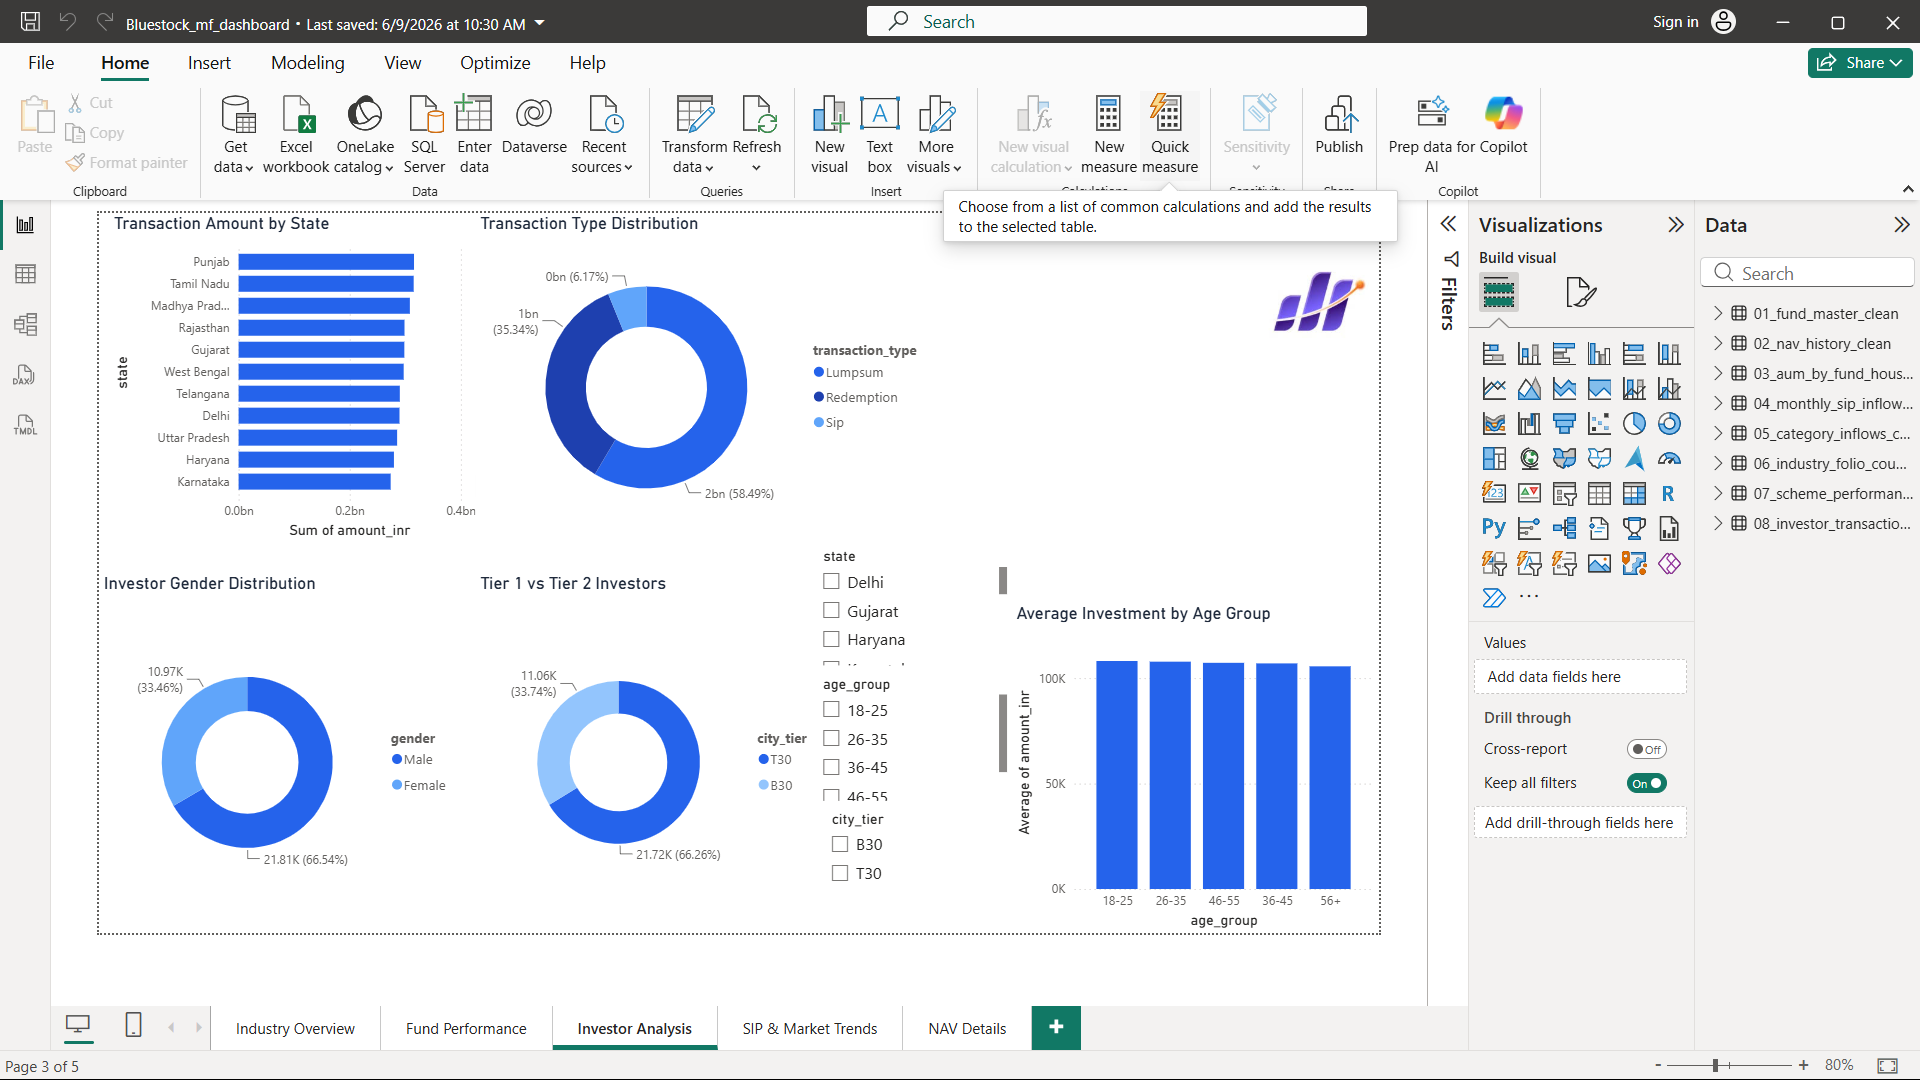 Bluestock_mf_dashboard • Last saved: 6/9/2026 at 10:30 AM
Search
Sign in
File
Home
Insert
Modeling
View
Optimize
Help
Share
Paste
Cut
Copy
Format painter
Clipboard
Get data
Excel workbook
OneLake catalog
SQL Server
Enter data
Dataverse
Recent sources
Data
Transform data
Refresh
Queries
New visual
Text box
More visuals
Insert
New visual calculation
New measure
Quick measure
Sensitivity
Publish
Prep data for AI
Copilot
Copilot
Choose from a list of common calculations and add the results
to the selected table.
Transaction Amount by State
state
Punjab
Tamil Nadu
Madhya Prad...
Rajasthan
Gujarat
West Bengal
Telangana
Delhi
Uttar Pradesh
Haryana
Karnataka
0.0bn
0.2bn
0.4bn
Sum of amount_inr
Transaction Type Distribution
0bn (6.17%)
1bn
(35.34%)
2bn (58.49%)
transaction_type
Lumpsum
Redemption
Sip
Investor Gender Distribution
10.97K
(33.46%)
21.81K (66.54%)
gender
Male
Female
Tier 1 vs Tier 2 Investors
11.06K
(33.74%)
21.72K (66.26%)
city_tier
T30
B30
state
Delhi
Gujarat
Haryana
age_group
18-25
26-35
36-45
46-55
city_tier
B30
T30
Average Investment by Age Group
Average of amount_inr
100K
50K
0K
18-25
26-35
46-55
36-45
56+
age_group
Filters
Visualizations
Build visual
123
R
Py
Values
Add data fields here
Drill through
Cross-report
Off
Keep all filters
On
Add drill-through fields here
Data
Search
01_fund_master_clean
02_nav_history_clean
03_aum_by_fund_hous...
04_monthly_sip_inflow...
05_category_inflows_c...
06_industry_folio_cou...
07_scheme_performan...
08_investor_transactio...
DAX
TMDL
Industry Overview
Fund Performance
Investor Analysis
SIP & Market Trends
NAV Details
Page 3 of 5
80%